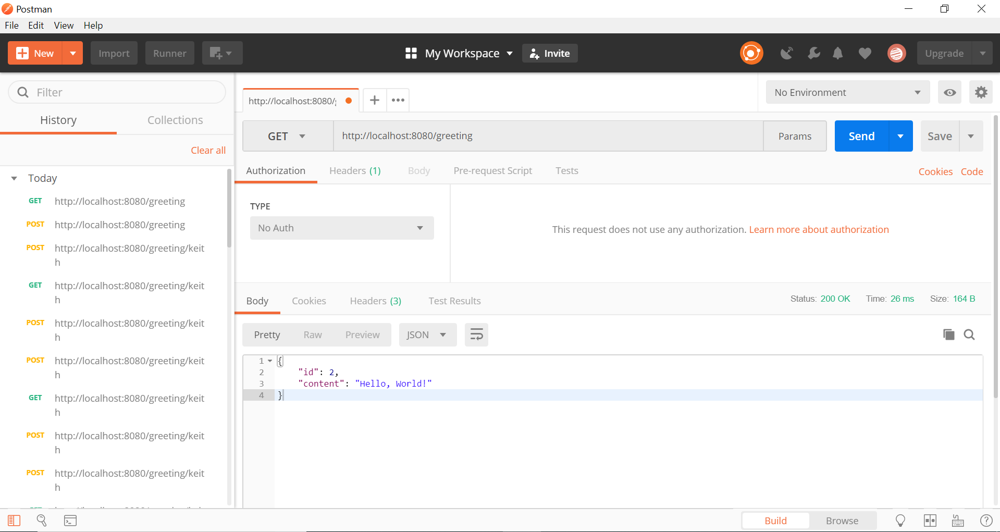 Postman
File Edit View Help
New Import Runner My Workspace Invite Upgrade
Filter
History Collections
Clear all
Today
GET http://localhost:8080/greeting
POST http://localhost:8080/greeting
POST http://localhost:8080/greeting/keit
h
GET http://localhost:8080/greeting/keit
h
POST http://localhost:8080/greeting/keit
h
POST http://localhost:8080/greeting/keit
h
GET http://localhost:8080/greeting/keit
h
POST http://localhost:8080/greeting/keit
h
POST http://localhost:8080/greeting/keit
h
http://localhost:8080/
No Environment
GET http://localhost:8080/greeting Params Send Save
Authorization Headers (1) Body Pre-request Script Tests Cookies Code
TYPE
No Auth
This request does not use any authorization. Learn more about authorization
Body Cookies Headers (3) Test Results Status: 200 OK Time: 26 ms Size: 164 B
Pretty Raw Preview JSON
1 {
2 "id": 2,
3 "content": "Hello, World!"
4 }
Build Browse